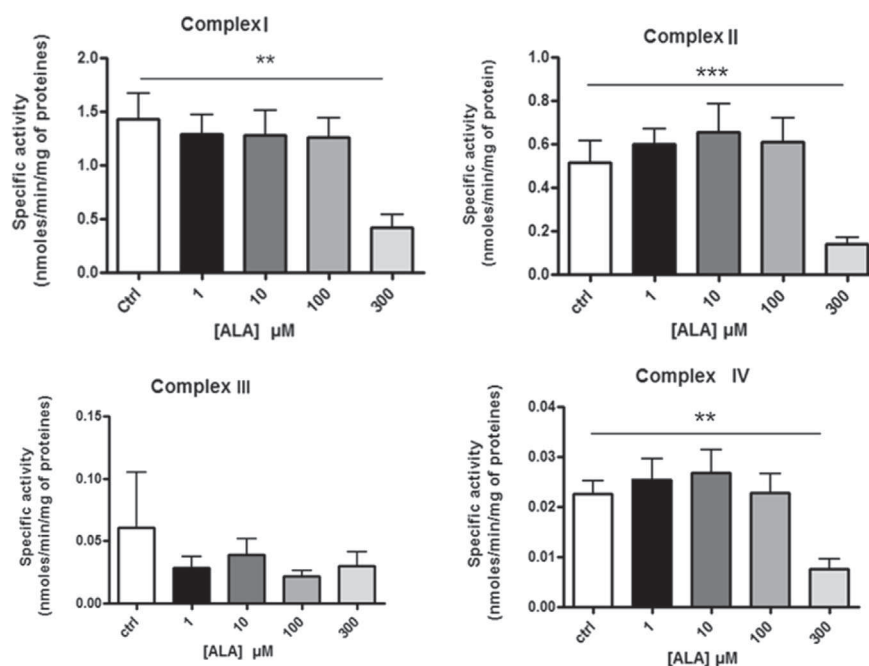 Complex I
**
Specific activity
(nmoles/min/mg of proteines)
2.0
1.5
1.0
0.5
0.0
Ctrl 1 10 100 300
[ALA] µM
Complex II
***
Specific activity
(nmoles/min/mg of protein)
1.0
0.8
0.6
0.4
0.2
0.0
ctrl 1 10 100 300
[ALA] µM
Complex III
Specific activity
(nmoles/min/mg of proteines)
0.15
0.10
0.05
0.00
ctrl 1 10 100 300
[ALA] µM
Complex IV
**
Specific activity
(nmoles/min/mg of proteines)
0.04
0.03
0.02
0.01
0.00
ctrl 1 10 100 300
[ALA] µM